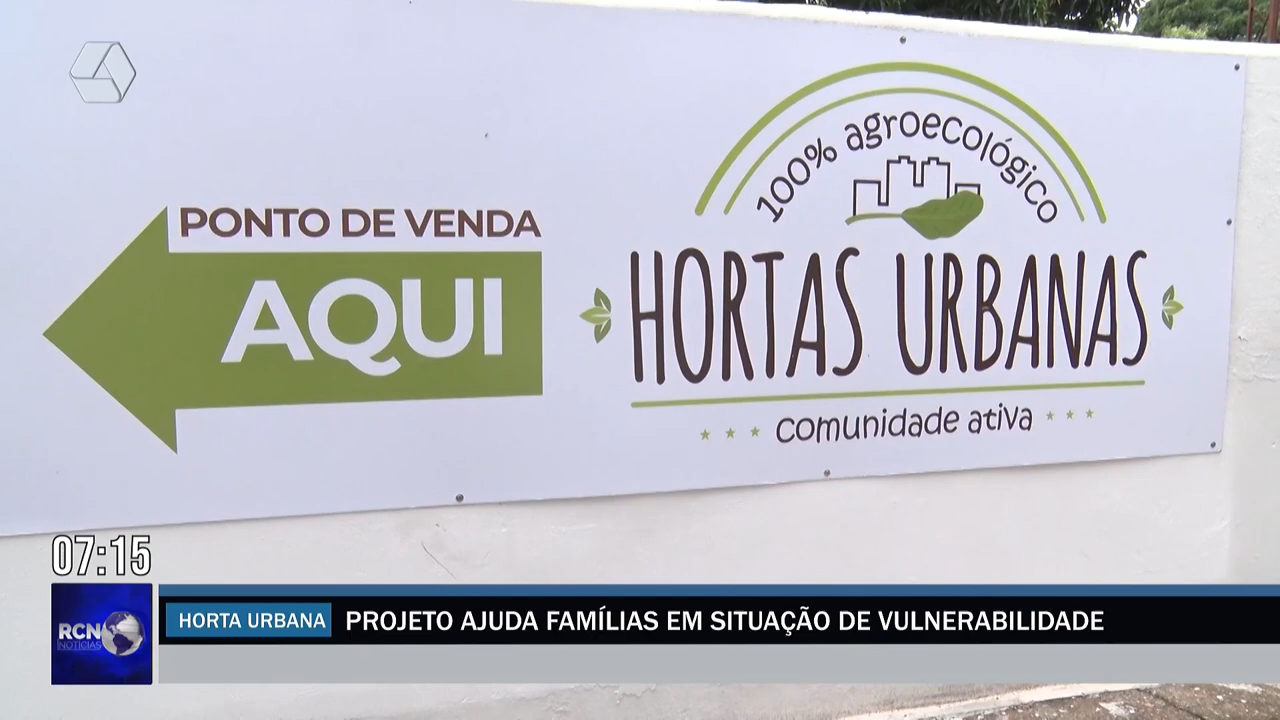 100% agroecológico
PONTO DE VENDA
AQUI
HORTAS URBANAS
comunidade ativa
07:15
RCN
NOTÍCIAS
HORTA URBANA
PROJETO AJUDA FAMÍLIAS EM SITUAÇÃO DE VULNERABILIDADE